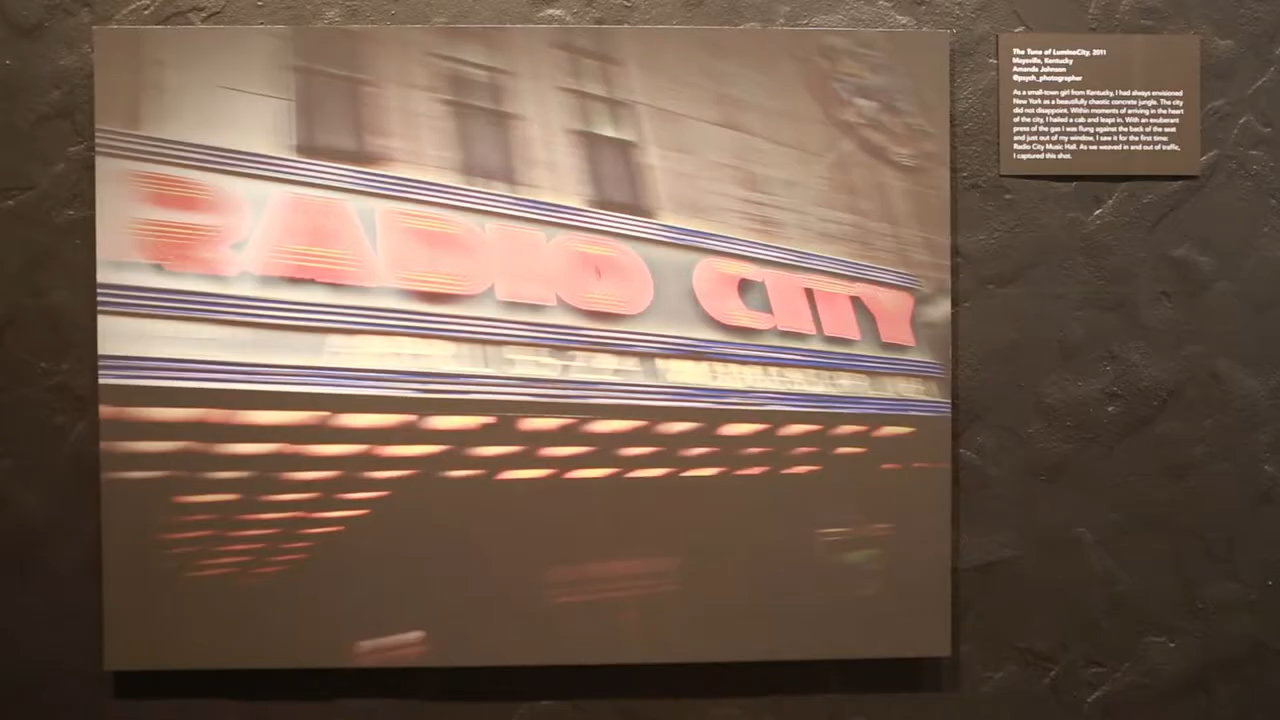 RADIO CITY
The Tune of LuminoCity, 2011
Maysville, Kentucky
Amanda Johnson
@psych_photographer
As a small-town girl from Kentucky, I had always envisioned
New York as a beautifully chaotic concrete jungle. The city
did not disappoint. Within moments of arriving in the heart
of the city, I hailed a cab and leapt in. With an exuberant
press of the gas I was flung against the back of the seat
and just out of my window, I saw it for the first time:
Radio City Music Hall. As we weaved in and out of traffic,
I captured this shot.